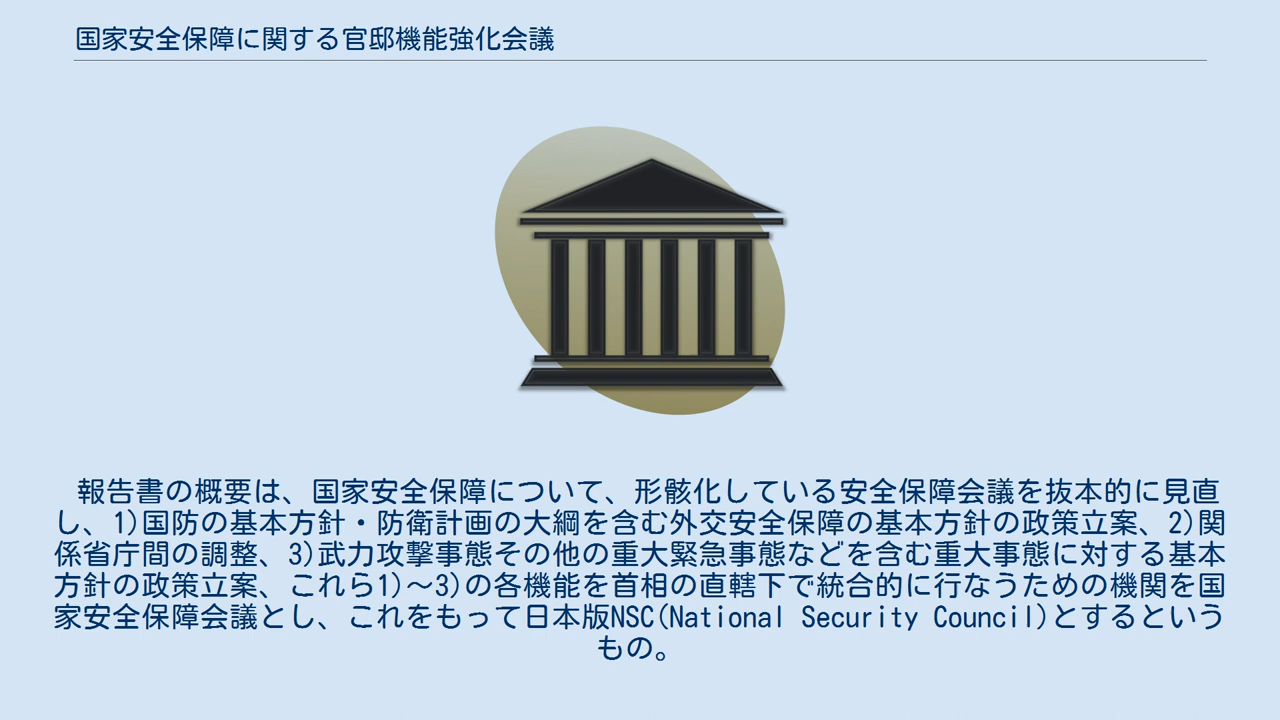 国家安全保障に関する官邸機能強化会議
報告書の概要は、国家安全保障について、形骸化している安全保障会議を抜本的に見直
し、1)国防の基本方針・防衛計画の大綱を含む外交安全保障の基本方針の政策立案、2)関
係省庁間の調整、3)武力攻撃事態その他の重大緊急事態などを含む重大事態に対する基本
方針の政策立案、これら1)～3)の各機能を首相の直轄下で統合的に行なうための機関を国
家安全保障会議とし、これをもって日本版NSC(National Security Council)とするという
もの。